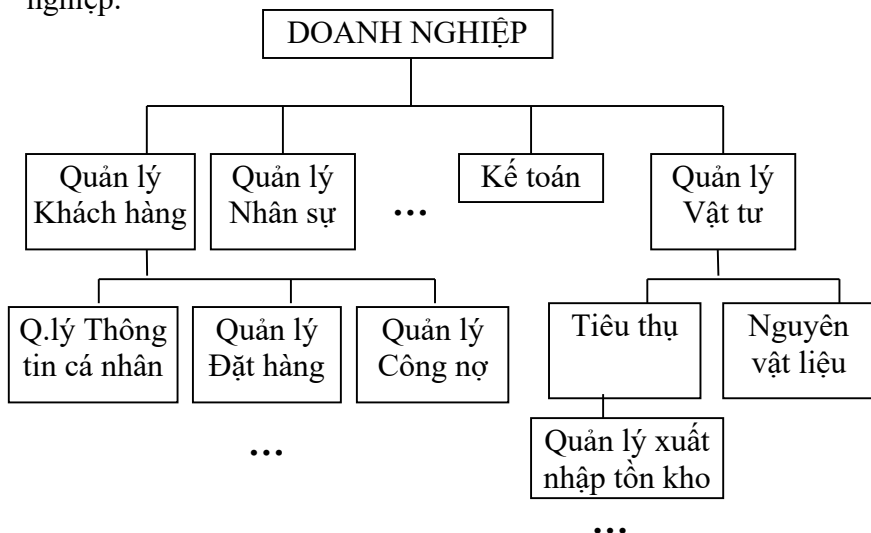 nghiệp.
DOANH NGHIỆP
Quản lý
Khách hàng
Quản lý
Nhân sự
...
Kế toán
Quản lý
Vật tư
Q.lý Thông
tin cá nhân
Quản lý
Đặt hàng
Quản lý
Công nợ
Tiêu thụ
Nguyên
vật liệu
...
Quản lý xuất
nhập tồn kho
...